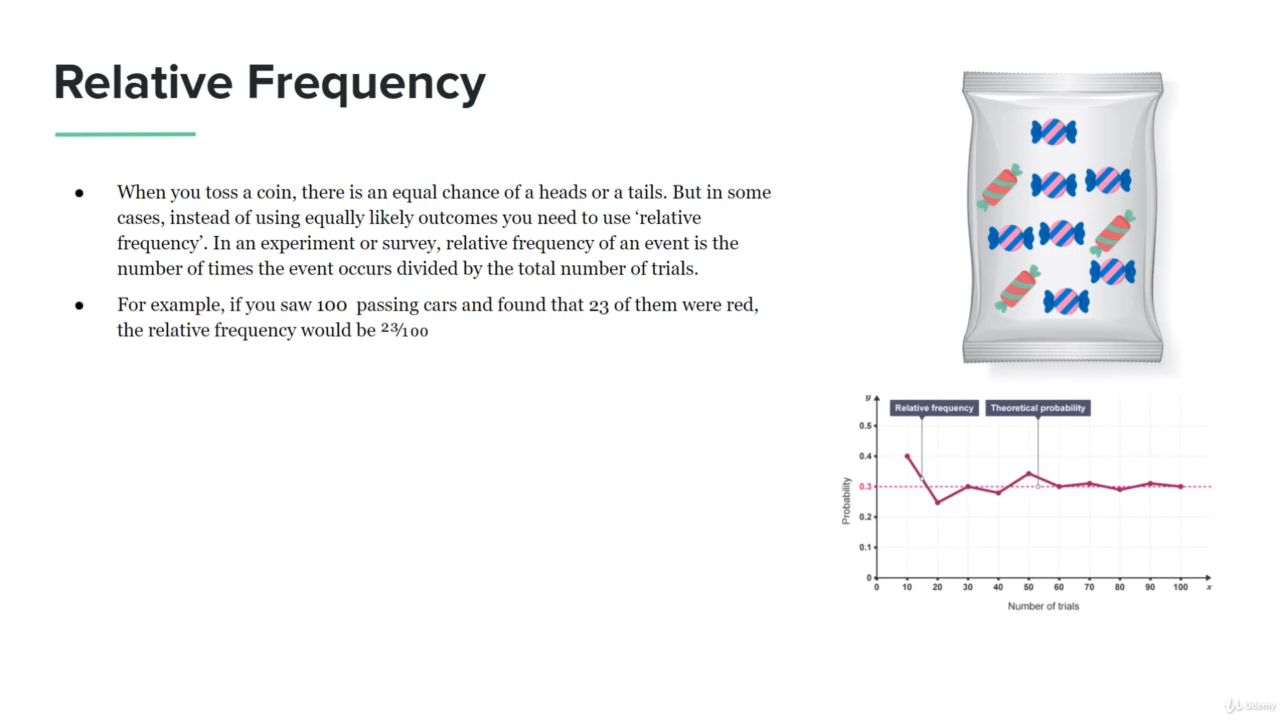 Relative Frequency
● When you toss a coin, there is an equal chance of a heads or a tails. But in some
cases, instead of using equally likely outcomes you need to use ‘relative
frequency’. In an experiment or survey, relative frequency of an event is the
number of times the event occurs divided by the total number of trials.
● For example, if you saw 100 passing cars and found that 23 of them were red,
the relative frequency would be ²³⁄₁₀₀
y
Relative frequency Theoretical probability
0.5
0.4
0.3
0.2
0.1
0
Probability
0 10 20 30 40 50 60 70 80 90 100 x
Number of trials
Udemy